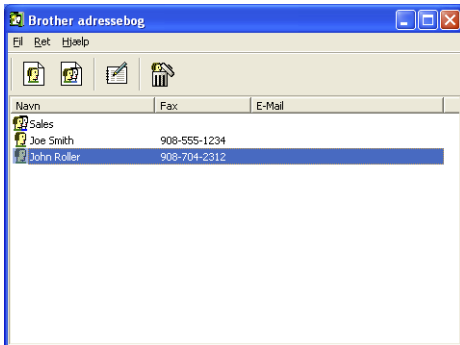 Brother adressebog
Fil Ret Hjælp
Navn Fax E-Mail
Sales
Joe Smith 908-555-1234
John Roller 908-704-2312